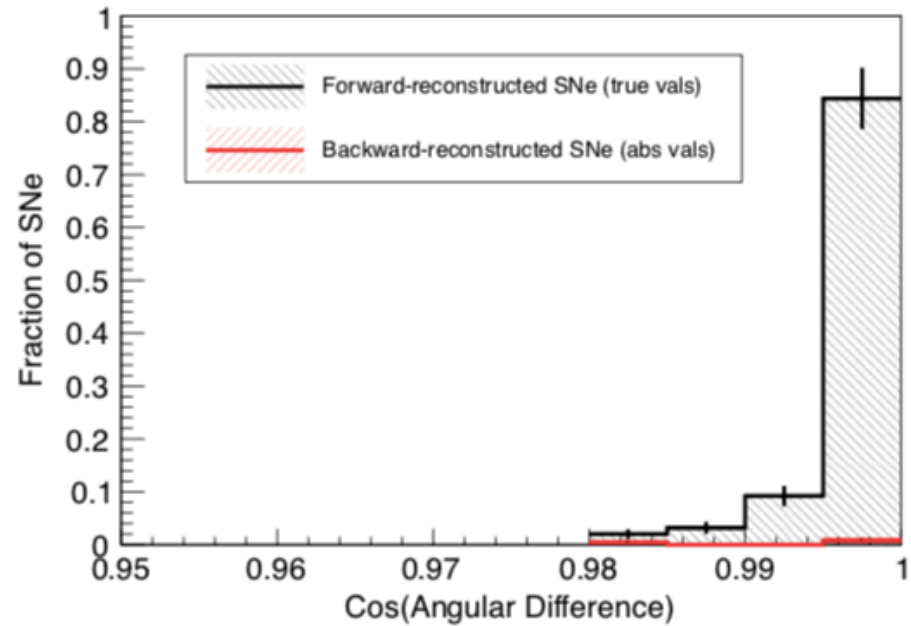 1
0.9
0.8
0.7
0.6
0.5
0.4
0.3
0.2
0.1
0
Fraction of SNe
Forward-reconstructed SNe (true vals)
Backward-reconstructed SNe (abs vals)
0.95 0.96 0.97 0.98 0.99 1
Cos(Angular Difference)